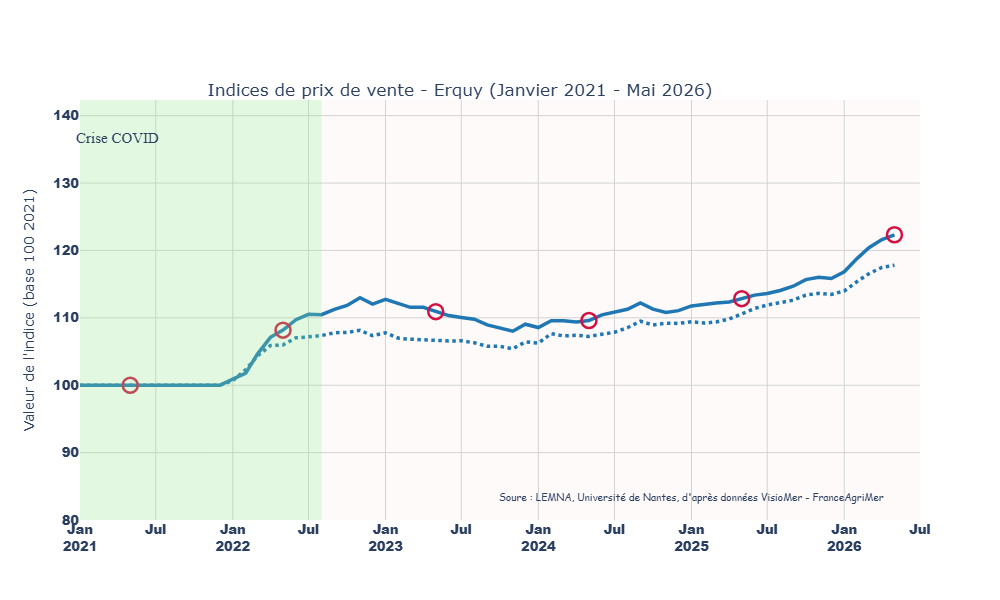 Indices de prix de vente - Erquy (Janvier 2021 - Mai 2026)
140
Crise COVID
130
120
110
100
90
80
Valeur de l'indice (base 100 2021)
Soure : LEMNA, Université de Nantes, d'après données VisioMer - FranceAgriMer
Jan Jul Jan Jul Jan Jul Jan Jul Jan Jul Jan Jul
2021 2022 2023 2024 2025 2026